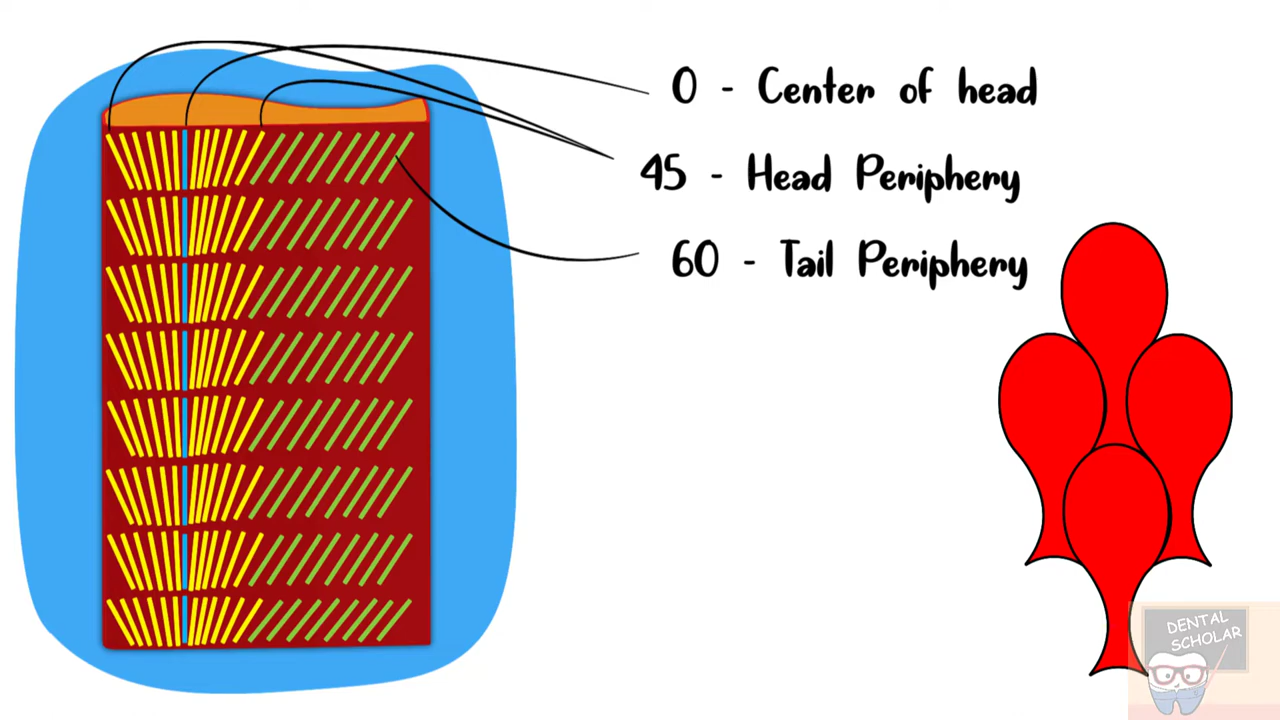 0 - Center of head
45 - Head Periphery
60 - Tail Periphery
DENTAL
SCHOLAR